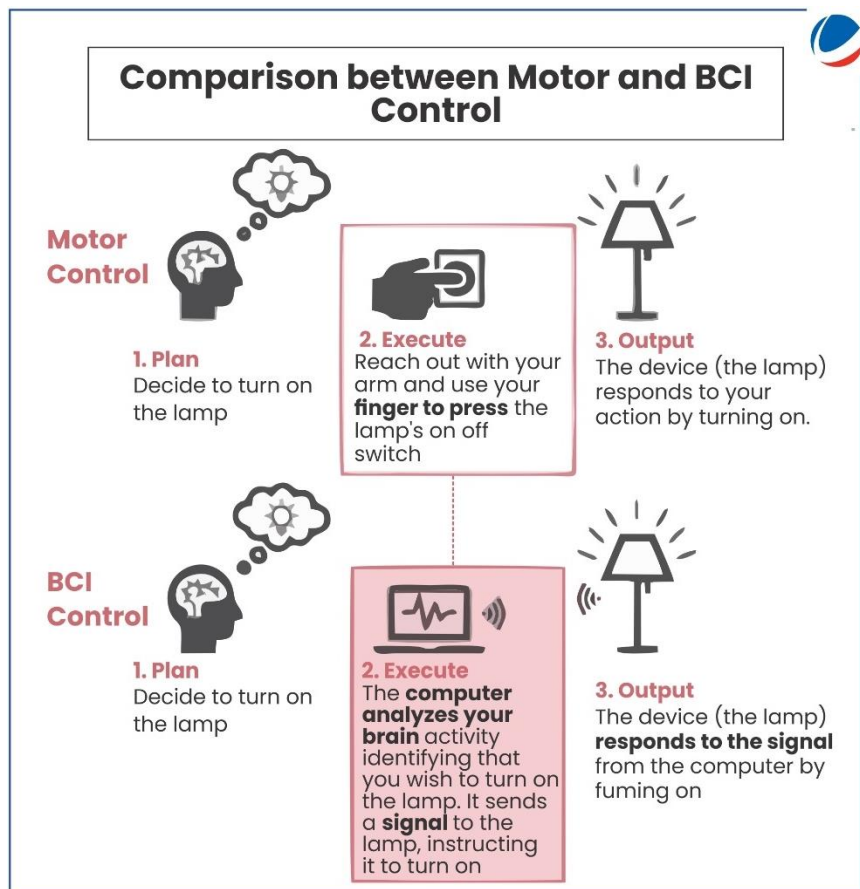 Comparison between Motor and BCI
Control
Motor
Control
1. Plan
Decide to turn on
the lamp
2. Execute
Reach out with your
arm and use your
finger to press the
lamp's on off
switch
3. Output
The device (the lamp)
responds to your
action by turning on.
BCI
Control
1. Plan
Decide to turn on
the lamp
2. Execute
The computer
analyzes your
brain activity
identifying that
you wish to turn on
the lamp. It sends
a signal to the
lamp, instructing
it to turn on
3. Output
The device (the lamp)
responds to the signal
from the computer by
fuming on